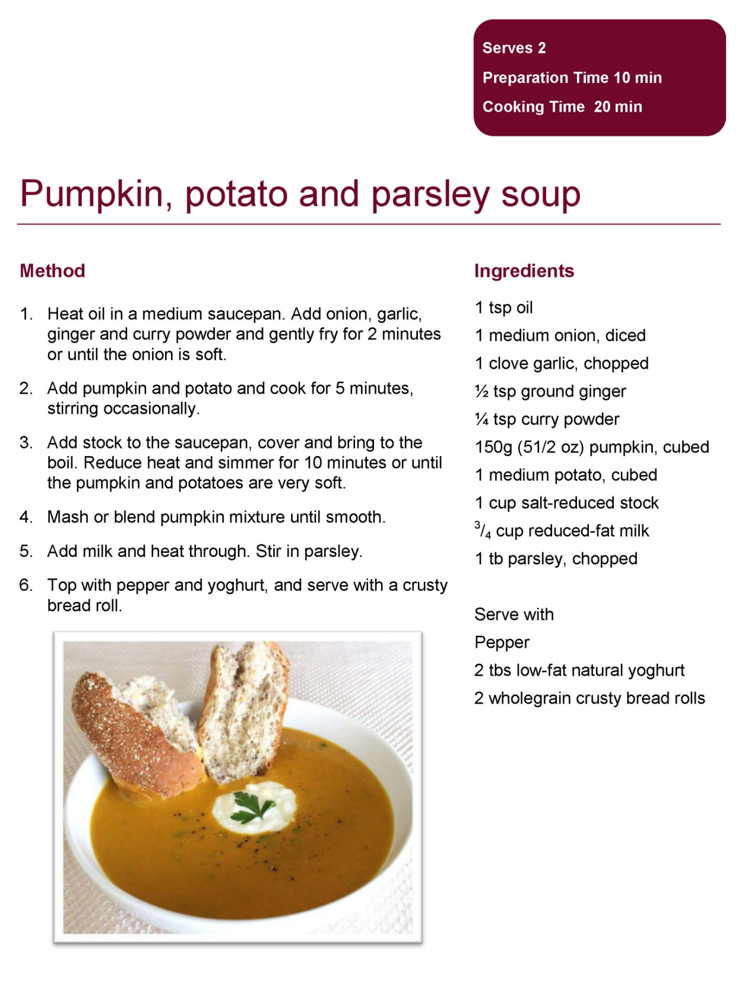 Serves 2
Preparation Time 10 min
Cooking Time  20 min
Pumpkin, potato and parsley soup
Method
1. Heat oil in a medium saucepan. Add onion, garlic,
ginger and curry powder and gently fry for 2 minutes
or until the onion is soft.
2. Add pumpkin and potato and cook for 5 minutes,
stirring occasionally.
3. Add stock to the saucepan, cover and bring to the
boil. Reduce heat and simmer for 10 minutes or until
the pumpkin and potatoes are very soft.
4. Mash or blend pumpkin mixture until smooth.
5. Add milk and heat through. Stir in parsley.
6. Top with pepper and yoghurt, and serve with a crusty
bread roll.
Ingredients
1 tsp oil
1 medium onion, diced
1 clove garlic, chopped
½ tsp ground ginger
¼ tsp curry powder
150g (51/2 oz) pumpkin, cubed
1 medium potato, cubed
1 cup salt-reduced stock
3/4 cup reduced-fat milk
1 tb parsley, chopped
Serve with
Pepper
2 tbs low-fat natural yoghurt
2 wholegrain crusty bread rolls